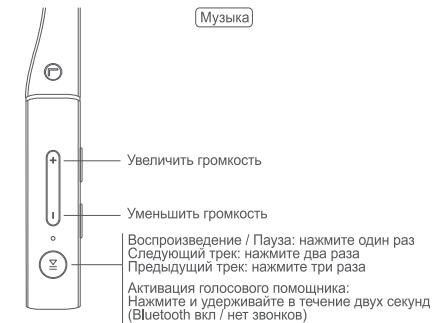 Музыка
L
Увеличить громкость
Уменьшить громкость
Воспроизведение / Пауза: нажмите один раз
Следующий трек: нажмите два раза
Предыдущий трек: нажмите три раза
Активация голосового помощника:
Нажмите и удерживайте в течение двух секунд
(Bluetooth вкл / нет звонков)